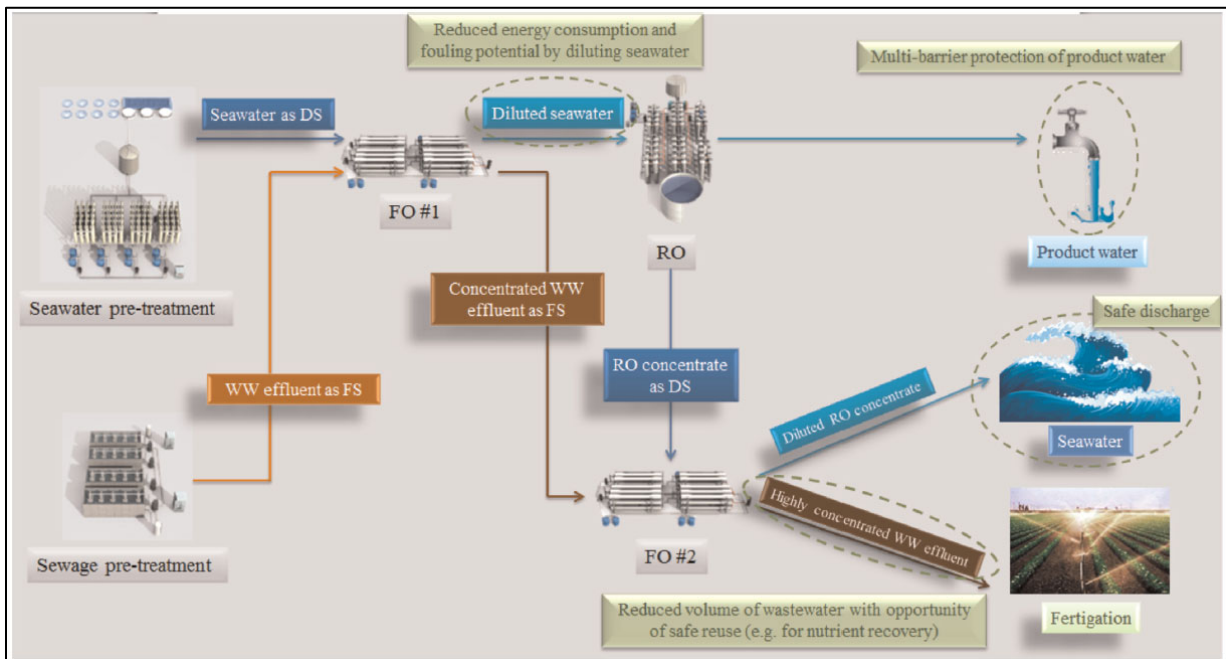 Reduced energy consumption and
fouling potential by diluting seawater
Multi-barrier protection of product water
Seawater as DS
Diluted seawater
FO #1
RO
Product water
Seawater pre-treatment
Concentrated WW
effluent as FS
Safe discharge
WW effluent as FS
RO concentrate
as DS
Diluted RO concentrate
Seawater
Highly concentrated WW effluent
Sewage pre-treatment
FO #2
Reduced volume of wastewater with opportunity
of safe reuse (e.g. for nutrient recovery)
Fertigation